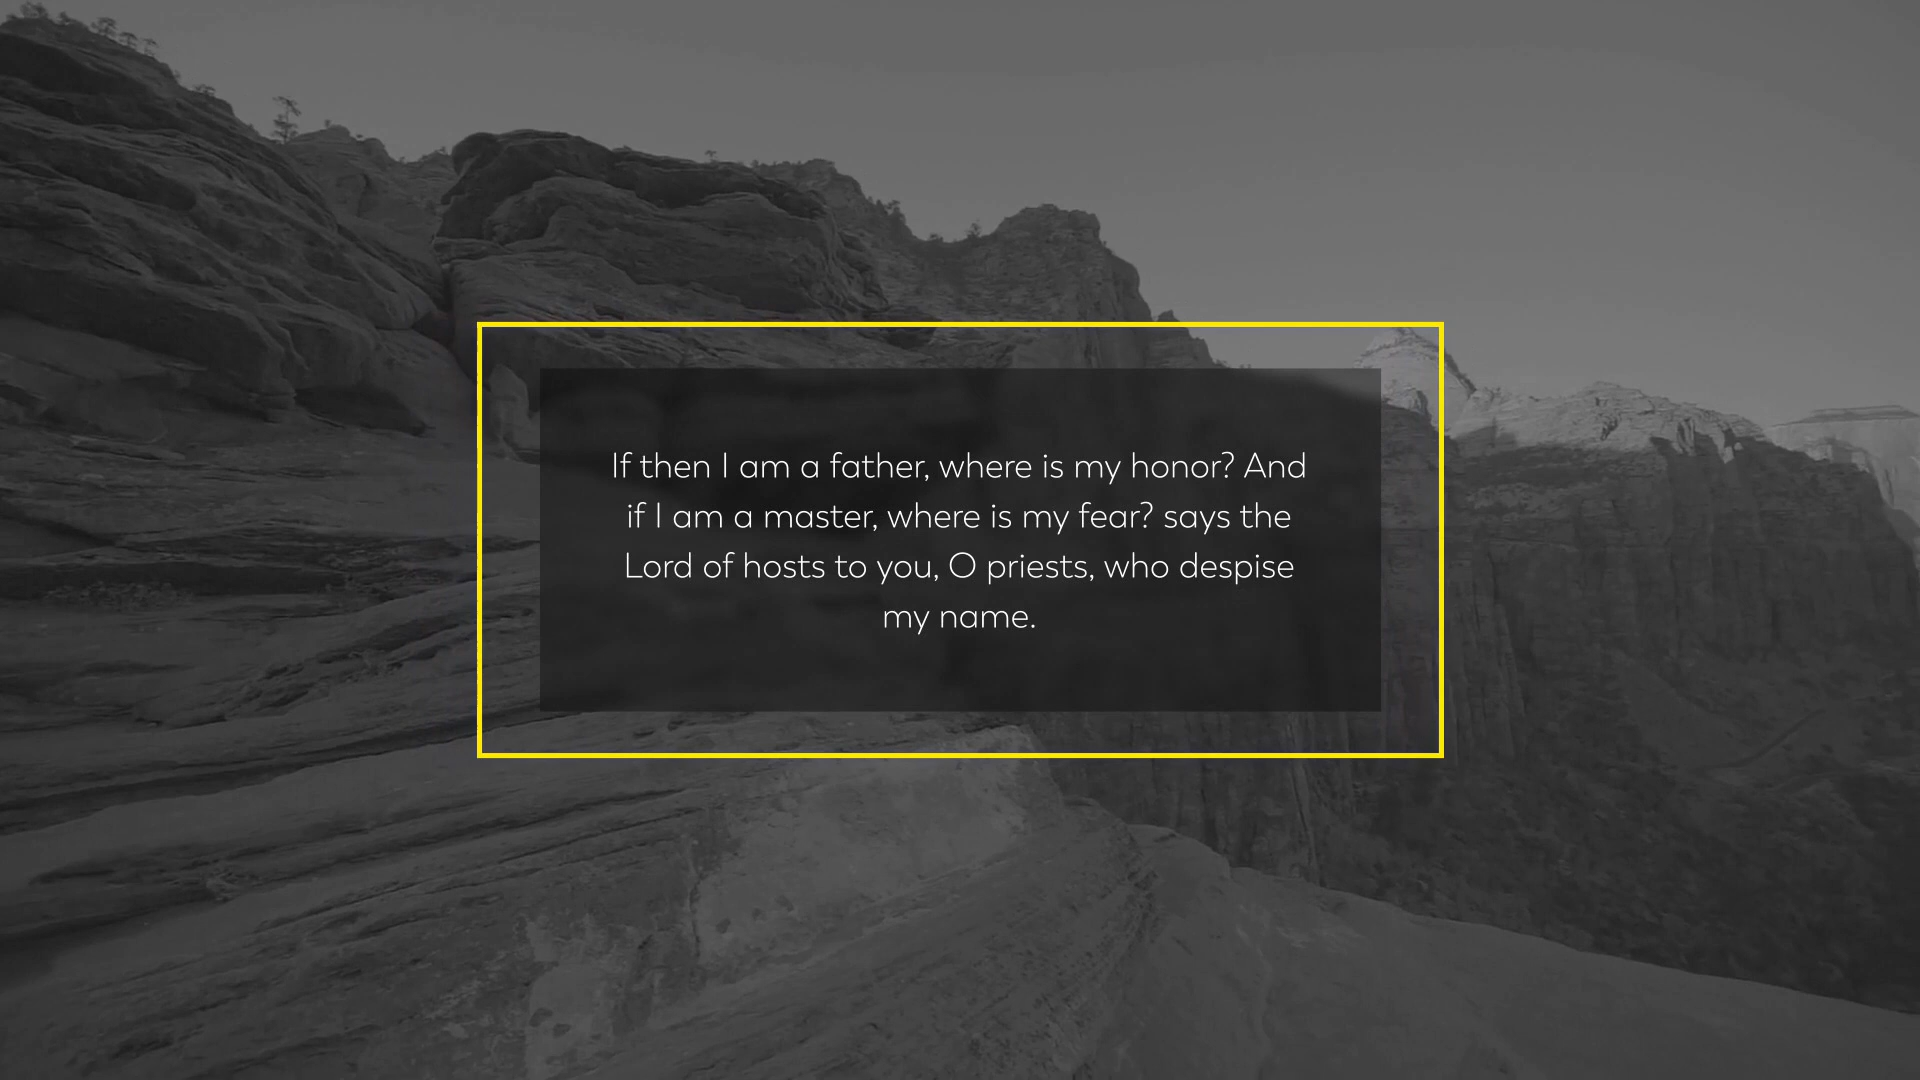 If then I am a father, where is my honor? And
if I am a master, where is my fear? says the
Lord of hosts to you, O priests, who despise
my name.